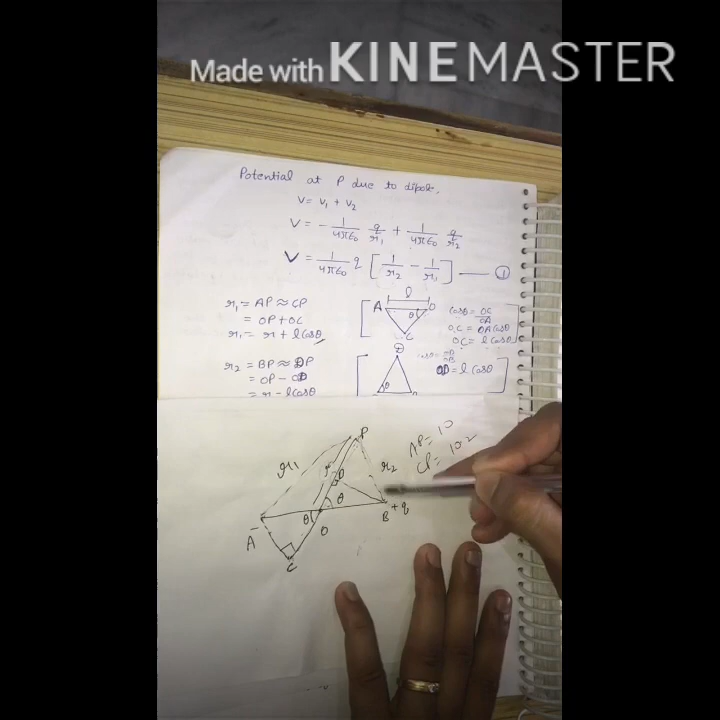 Made with KINEMASTER
Potential at P due to dipole,
V = V₁ + V₂
V = - 1/4πε₀ q/r₁ + 1/4πε₀ q/r₂
V = 1/4πε₀ q [ 1/r₂ - 1/r₁ ] — ①
r₁ = AP ≈ CP
= OP + OC
r₁ = r + l cosθ
l
A O
θ
C
cosθ = OC/OA
OC = OA cosθ
OC = l cosθ
r₂ = BP ≈ DP
= OP - OD
= r - l cosθ
D
θ
OD = l cosθ
P
r₁ r r₂
D
θ θ
A - O B +q
C
AP = 10
CP = 10.2